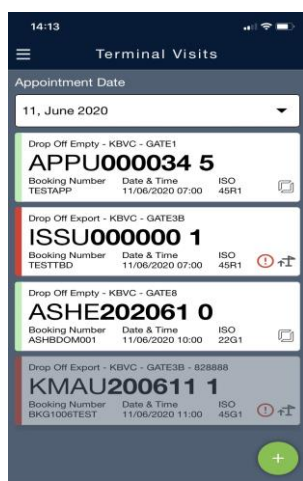 14:13
Terminal Visits
Appointment Date
11, June 2020
Drop Off Empty - KBVC - GATE1
APPU000034 5
Booking Number Date & Time ISO
TESTAPP 11/06/2020 07:00 45R1
Drop Off Export - KBVC - GATE3B
ISSU000000 1
Booking Number Date & Time ISO
TESTTBD 11/06/2020 07:00 45R1
Drop Off Empty - KBVC - GATE8
ASHE202061 0
Booking Number Date & Time ISO
ASHBDOM001 11/06/2020 10:00 22G1
Drop Off Export - KBVC - GATE3B - 828888
KMAU200611 1
Booking Number Date & Time ISO
BKG1006TEST 11/06/2020 11:00 45G1
+